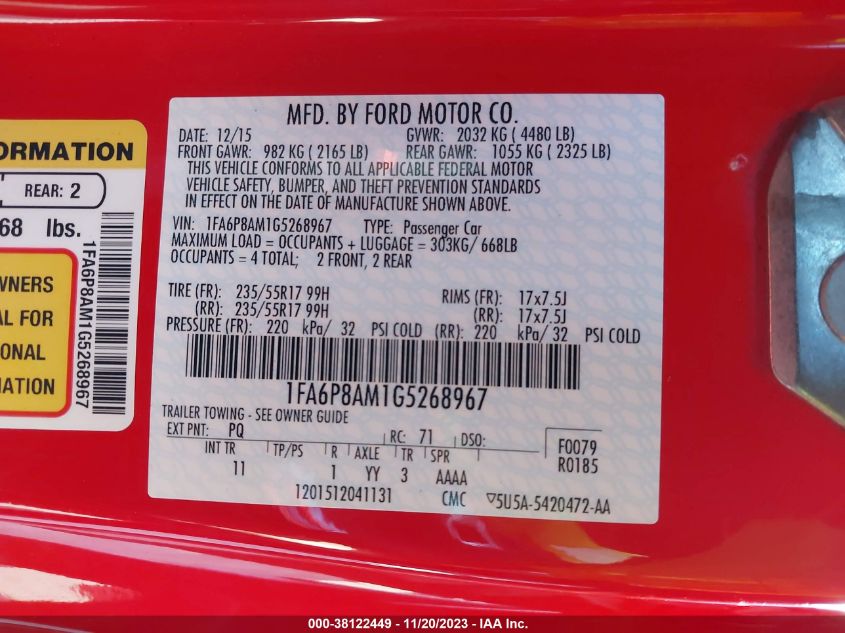 ORMATION
REAR: 2
68 lbs.
WNERS
AL FOR
ONAL
MATION
1FA6P8AM1G5268967
MFD. BY FORD MOTOR CO.
DATE: 12/15 GVWR: 2032 KG ( 4480 LB)
FRONT GAWR: 982 KG ( 2165 LB) REAR GAWR: 1055 KG ( 2325 LB)
THIS VEHICLE CONFORMS TO ALL APPLICABLE FEDERAL MOTOR
VEHICLE SAFETY, BUMPER, AND THEFT PREVENTION STANDARDS
IN EFFECT ON THE DATE OF MANUFACTURE SHOWN ABOVE.
VIN: 1FA6P8AM1G5268967 TYPE: Passenger Car
MAXIMUM LOAD = OCCUPANTS + LUGGAGE = 303KG/ 668LB
OCCUPANTS = 4 TOTAL; 2 FRONT, 2 REAR
TIRE (FR): 235/55R17 99H RIMS (FR): 17x7.5J
(RR): 235/55R17 99H (RR): 17x7.5J
PRESSURE (FR): 220 kPa/ 32 PSI COLD (RR): 220 kPa/ 32 PSI COLD
1FA6P8AM1G5268967
TRAILER TOWING - SEE OWNER GUIDE
EXT PNT: PQ RC: 71 DSO: F0079
INT TR TP/PS R AXLE TR SPR R0185
11 1 YY 3 AAAA
1201512041131 CMC ▽5U5A-5420472-AA
000-38122449 - 11/20/2023 - IAA Inc.